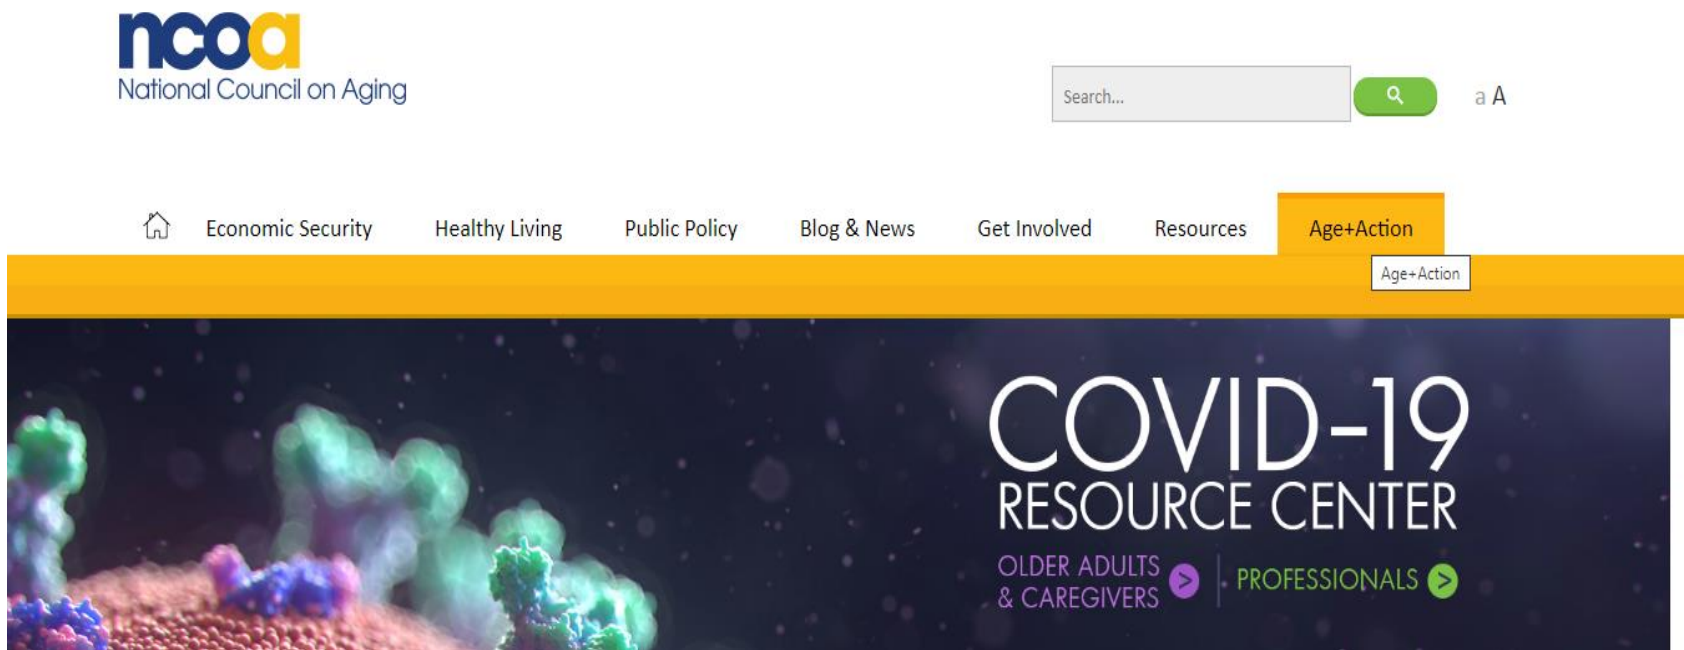 ncoa
National Council on Aging
Search...
a A
Economic Security Healthy Living Public Policy Blog & News Get Involved Resources Age+Action
Age+Action
COVID-19
RESOURCE CENTER
OLDER ADULTS
& CAREGIVERS
PROFESSIONALS